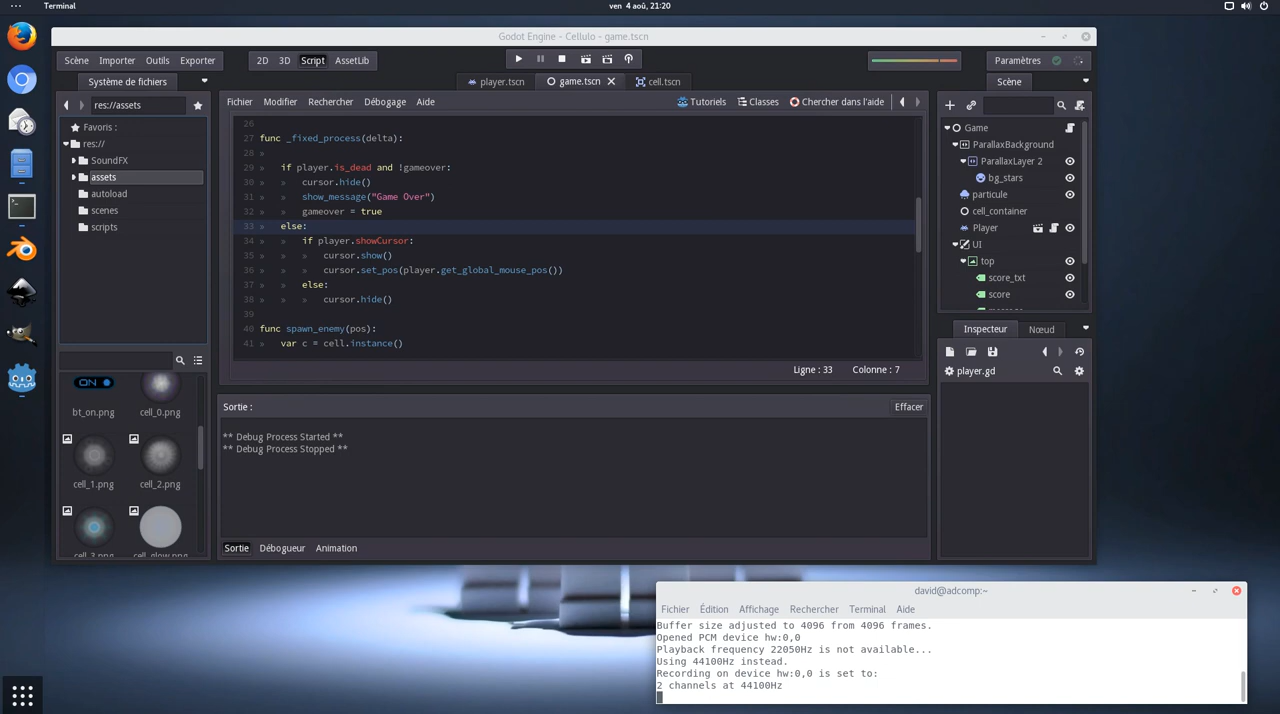 Terminal
ven 4 aoû, 21:20
Godot Engine - Cellulo - game.tscn
Scène Importer Outils Exporter
2D 3D Script AssetLib
Paramètres
Système de fichiers
player.tscn game.tscn cell.tscn
Scène
res://assets
Fichier Modifier Rechercher Débogage Aide
Tutoriels Classes Chercher dans l'aide
Favoris :
res://
SoundFX
assets
autoload
scenes
scripts
26
27 func _fixed_process(delta):
28 »
29 » if player.is_dead and !gameover:
30 » » cursor.hide()
31 » » show_message("Game Over")
32 » » gameover = true
33 » else:
34 » » if player.showCursor:
35 » » » cursor.show()
36 » » » cursor.set_pos(player.get_global_mouse_pos())
37 » » else:
38 » » » cursor.hide()
39
40 func spawn_enemy(pos):
41 » var c = cell.instance()
Ligne : 33 Colonne : 7
Game
ParallaxBackground
ParallaxLayer 2
bg_stars
particule
cell_container
Player
UI
top
score_txt
score
Inspecteur Nœud
player.gd
ON
bt_on.png cell_0.png
cell_1.png cell_2.png
cell_3.png cell_glow.png
Sortie : Effacer
** Debug Process Started **
** Debug Process Stopped **
Sortie Débogueur Animation
david@adcomp:~
Fichier Édition Affichage Rechercher Terminal Aide
Buffer size adjusted to 4096 from 4096 frames.
Opened PCM device hw:0,0
Playback frequency 22050Hz is not available...
Using 44100Hz instead.
Recording on device hw:0,0 is set to:
2 channels at 44100Hz